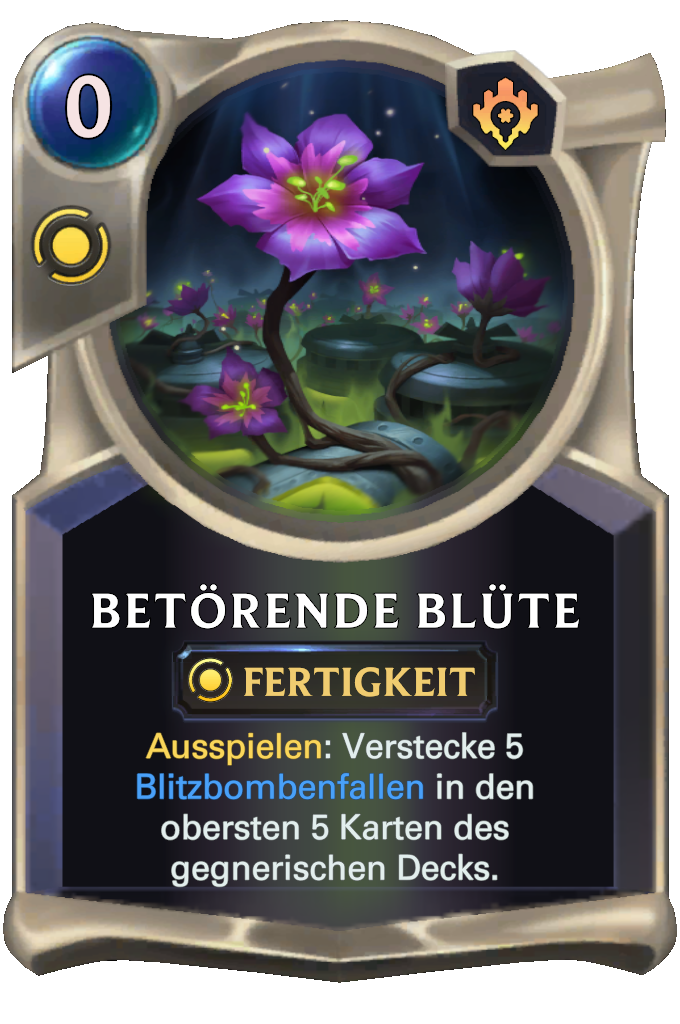 0
BETÖRENDE BLÜTE
FERTIGKEIT
Ausspielen: Verstecke 5
Blitzbombenfallen in den
obersten 5 Karten des
gegnerischen Decks.